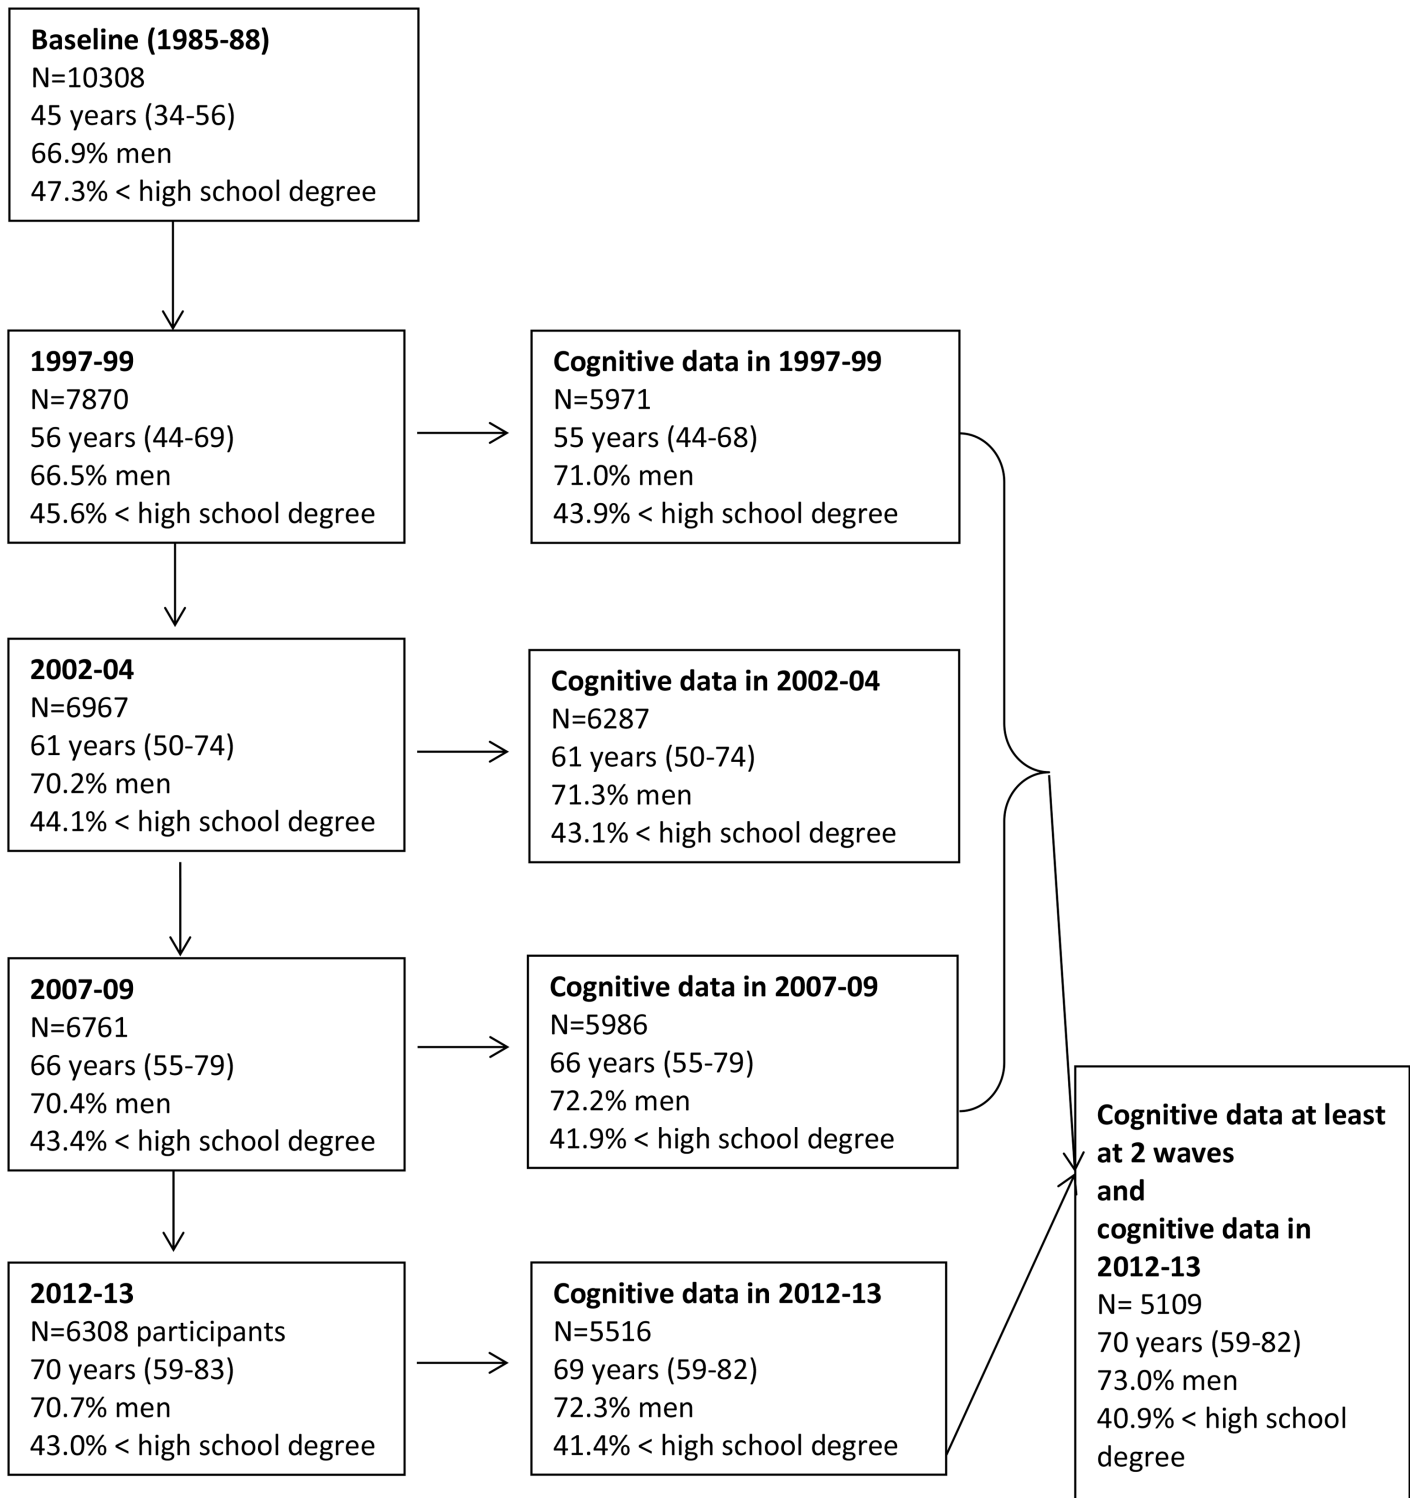 Baseline (1985-88)
N=10308
45 years (34-56)
66.9% men
47.3% < high school degree
1997-99
N=7870
56 years (44-69)
66.5% men
45.6% < high school degree
Cognitive data in 1997-99
N=5971
55 years (44-68)
71.0% men
43.9% < high school degree
2002-04
N=6967
61 years (50-74)
70.2% men
44.1% < high school degree
Cognitive data in 2002-04
N=6287
61 years (50-74)
71.3% men
43.1% < high school degree
2007-09
N=6761
66 years (55-79)
70.4% men
43.4% < high school degree
Cognitive data in 2007-09
N=5986
66 years (55-79)
72.2% men
41.9% < high school degree
2012-13
N=6308 participants
70 years (59-83)
70.7% men
43.0% < high school degree
Cognitive data in 2012-13
N=5516
69 years (59-82)
72.3% men
41.4% < high school degree
Cognitive data at least
at 2 waves
and
cognitive data in
2012-13
N= 5109
70 years (59-82)
73.0% men
40.9% < high school
degree